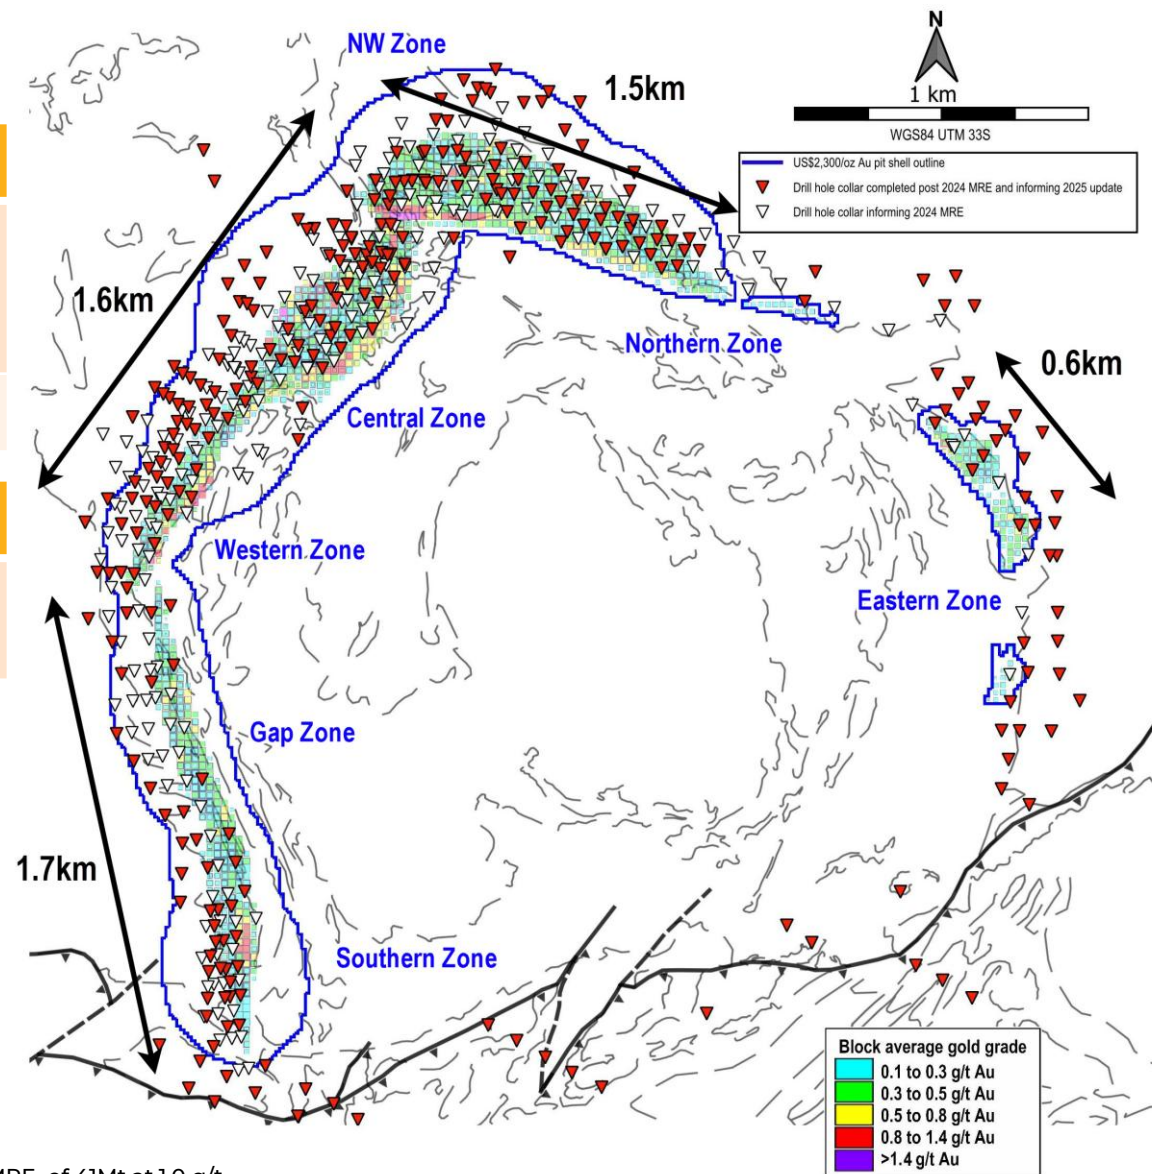 N
NW Zone
1.5km
1 km
WGS84 UTM 33S
US$2,300/oz Au pit shell outline
Drill hole collar completed post 2024 MRE and informing 2025 update
Drill hole collar informing 2024 MRE
1.6km
Northern Zone
0.6km
Central Zone
Western Zone
Eastern Zone
Gap Zone
1.7km
Southern Zone
Block average gold grade
0.1 to 0.3 g/t Au
0.3 to 0.5 g/t Au
0.5 to 0.8 g/t Au
0.8 to 1.4 g/t Au
>1.4 g/t Au